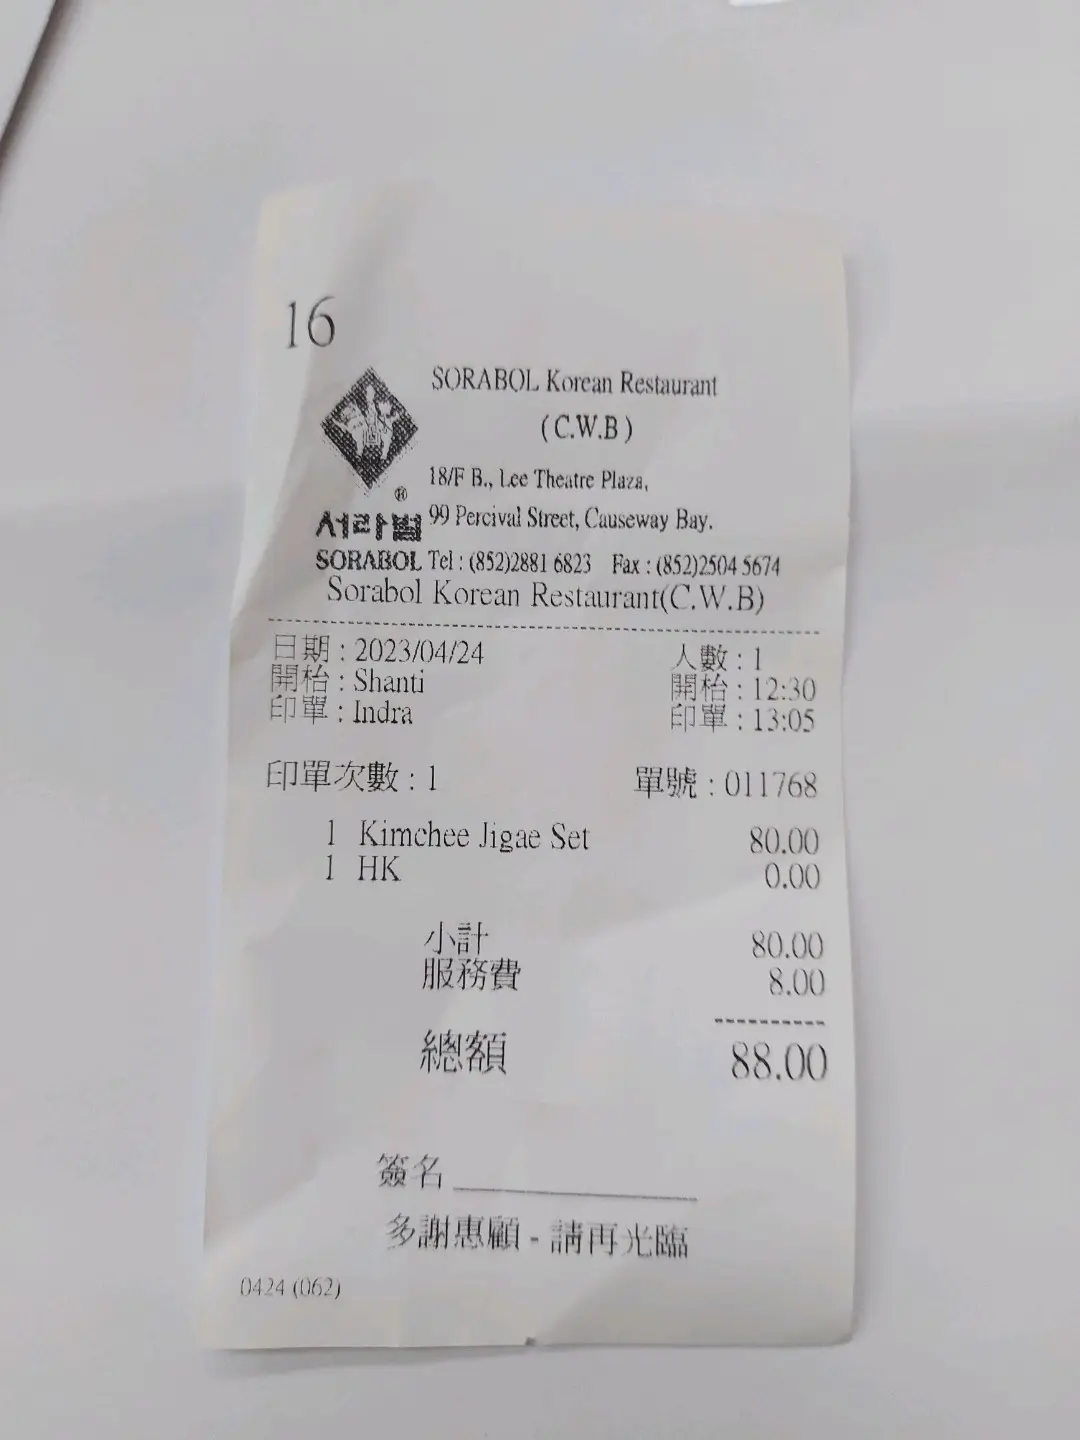 16
SORABOL Korean Restaurant
(C.W.B)
18/F B., Lee Theatre Plaza,
99 Percival Street, Causeway Bay.
®
서라벌
SORABOL Tel : (852)2881 6823 Fax : (852)2504 5674
Sorabol Korean Restaurant(C.W.B)
日期 : 2023/04/24 人數 : 1
開枱 : Shanti 開枱 : 12:30
印單 : Indra 印單 : 13:05
印單次數 : 1 單號 : 011768
1 Kimchee Jigae Set 80.00
1 HK 0.00
小計 80.00
服務費 8.00
總額 88.00
簽名
多謝惠顧 - 請再光臨
0424 (062)